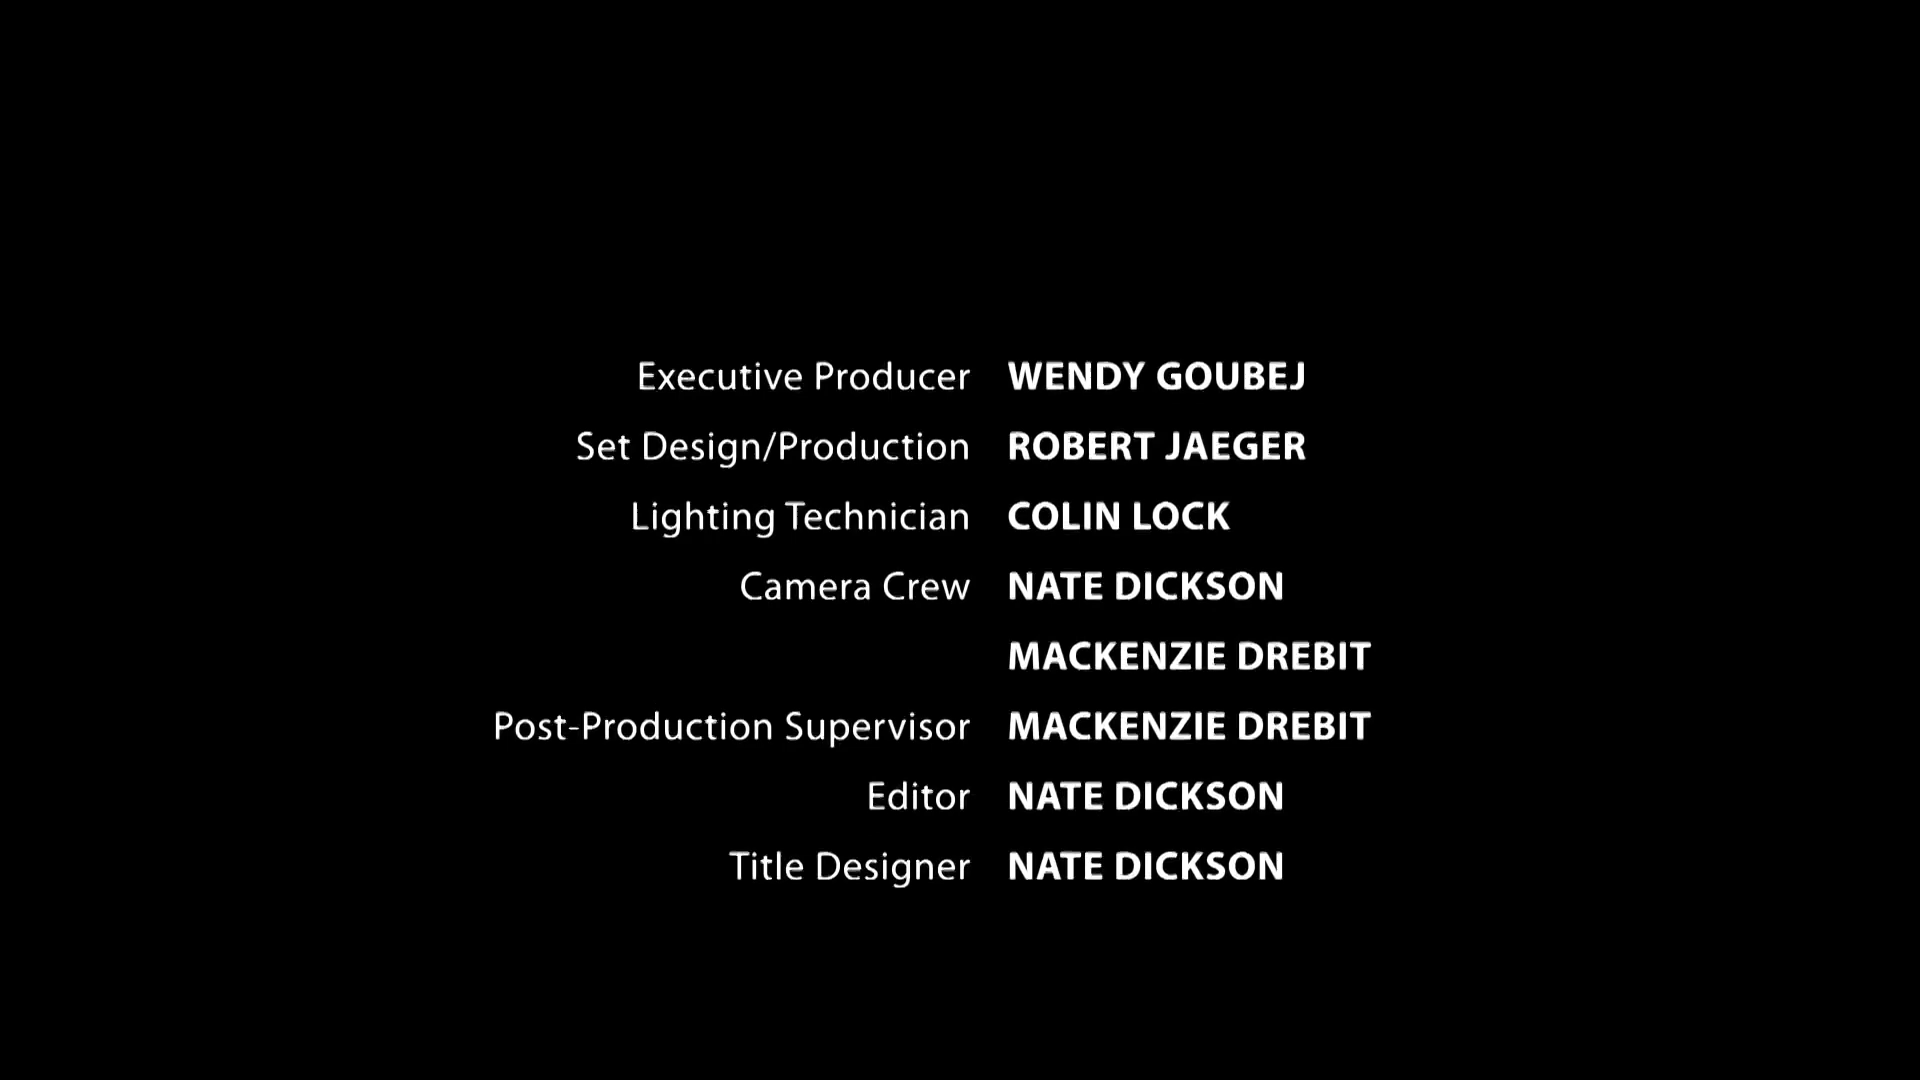 Executive Producer WENDY GOUBEJ
Set Design/Production ROBERT JAEGER
Lighting Technician COLIN LOCK
Camera Crew NATE DICKSON
MACKENZIE DREBIT
Post-Production Supervisor MACKENZIE DREBIT
Editor NATE DICKSON
Title Designer NATE DICKSON